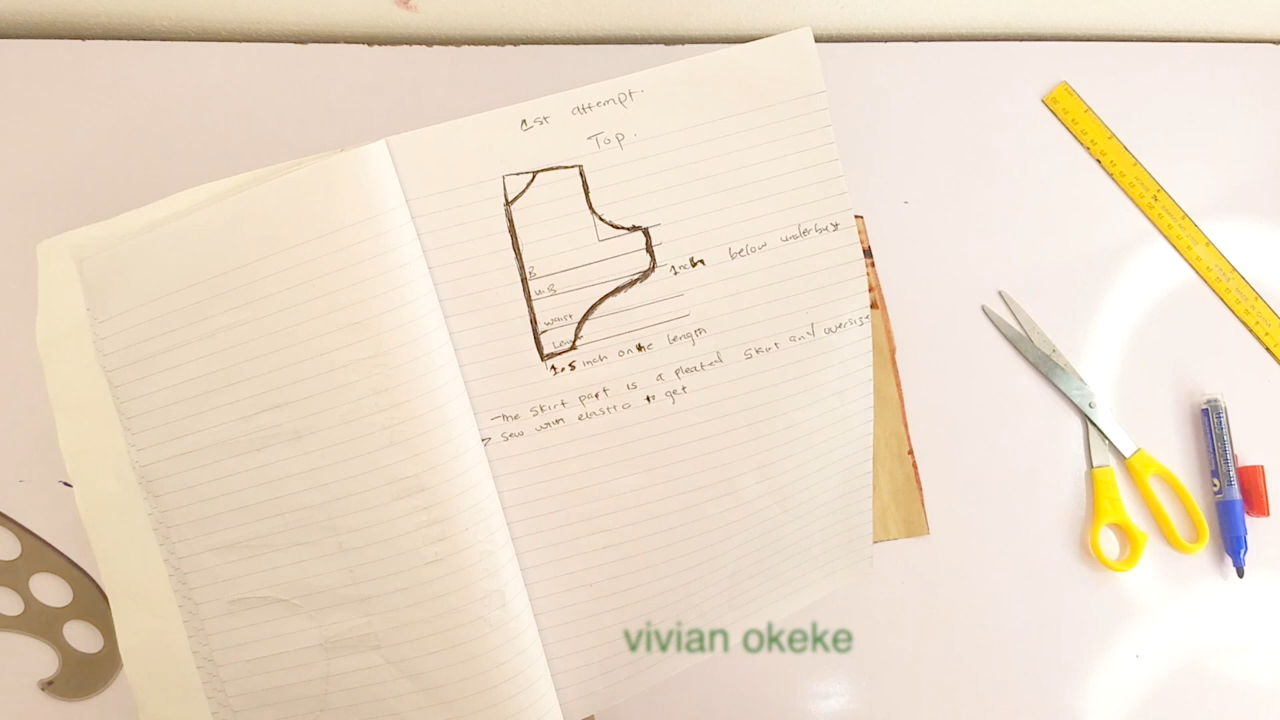 1st attempt.
Top.
B
U.B
waist
Len
1nch below underbust
1.5 inch on the length
-the skirt part is a pleated skirt and oversize
sew with elastic to get
vivian okeke